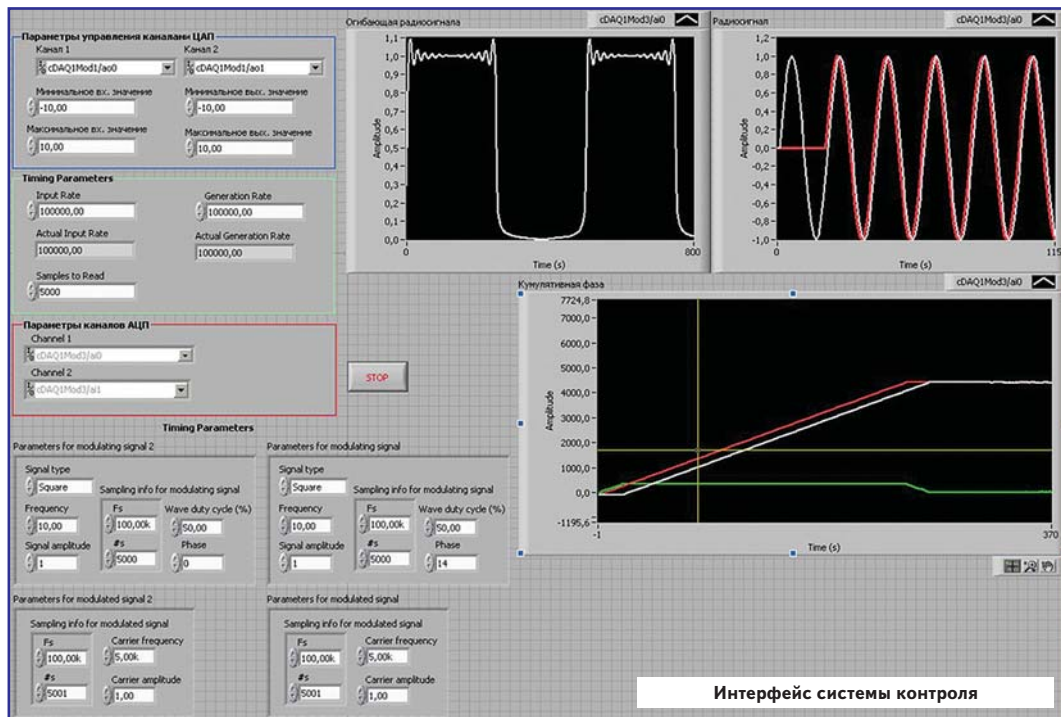 Параметры управления каналани ЦАП
Канал 1
Канал 2
cDAQ1Mod1/ao0
cDAQ1Mod1/ao1
Минимальное вх. значение
Минимальное вых. значение
-10,00
-10,00
Максимальное вх. значение
Максимальное вых. значение
10,00
10,00
Timing Parameters
Input Rate
Generation Rate
100000,00
100000,00
Actual Input Rate
Actual Generation Rate
100000,00
100000,00
Samples to Read
5000
Параметры каналов АЦП
Channel 1
cDAQ1Mod3/ai0
Channel 2
cDAQ1Mod3/ai1
Огибающая радиосигнала
cDAQ1Mod3/ai0
1,1
1,0
0,9
0,8
0,7
0,6
0,5
0,4
0,3
0,2
0,1
0,0
Amplitude
0
800
Time (s)
Радиосигнал
cDAQ1Mod3/ai0
1,2
1,0
0,8
0,6
0,4
0,2
0,0
-0,2
-0,4
-0,6
-0,8
-1,0
Amplitude
0
115
Time (s)
STOP
Кумулятивная фаза
cDAQ1Mod3/ai0
7724,8
7000,0
6000,0
5000,0
4000,0
3000,0
2000,0
1000,0
0,0
-1195,6
Amplitude
-1
370
Time (s)
Timing Parameters
Parameters for modulating signal 2
Signal type
Square
Sampling info for modulating signal
Frequency
Fs
Wave duty cycle (%)
10,00
100,00k
50,00
Signal amplitude
#s
Phase
1
5000
0
Parameters for modulating signal
Signal type
Square
Sampling info for modulating signal
Frequency
Fs
Wave duty cycle (%)
10,00
100,00k
50,00
Signal amplitude
#s
Phase
1
5000
14
Parameters for modulated signal 2
Sampling info for modulated signal
Fs
Carrier frequency
100,00k
5,00k
#s
Carrier amplitude
5001
1,00
Parameters for modulated signal
Sampling info for modulated signal
Fs
Carrier frequency
100,00k
5,00k
#s
Carrier amplitude
5001
1,00
Интерфейс системы контроля